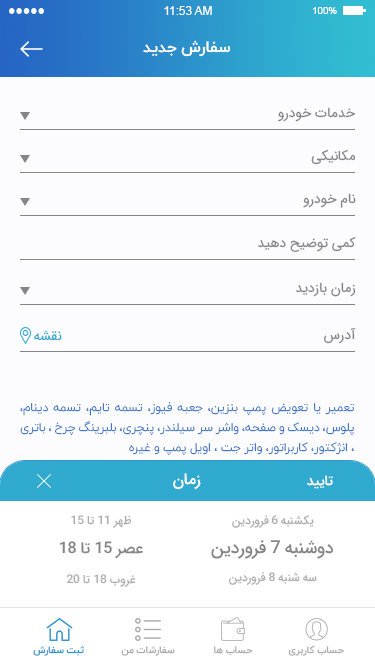 11:53 AM 100%
سفارش جدید
خدمات خودرو
مکانیکی
نام خودرو
کمی توضیح دهید
زمان بازدید
آدرس نقشه
تعمیر یا تعویض پمپ بنزین، جعبه فیوز، تسمه تایم، تسمه دینام،
پلوس، دیسک و صفحه، واشر سر سیلندر، پنچری، بلبرینگ چرخ ، باتری
، انژکتور، کاربراتور، واتر جت ، اویل پمپ و غیره
تایید زمان
یکشنبه 6 فروردین ظهر 11 تا 15
دوشنبه 7 فروردین عصر 15 تا 18
سه شنبه 8 فروردین غروب 18 تا 20
حساب کاربری حساب ها سفارشات من ثبت سفارش